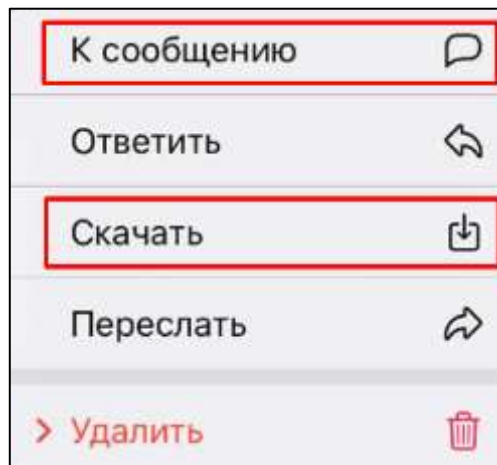 К сообщению
Ответить
Скачать
Переслать
Удалить